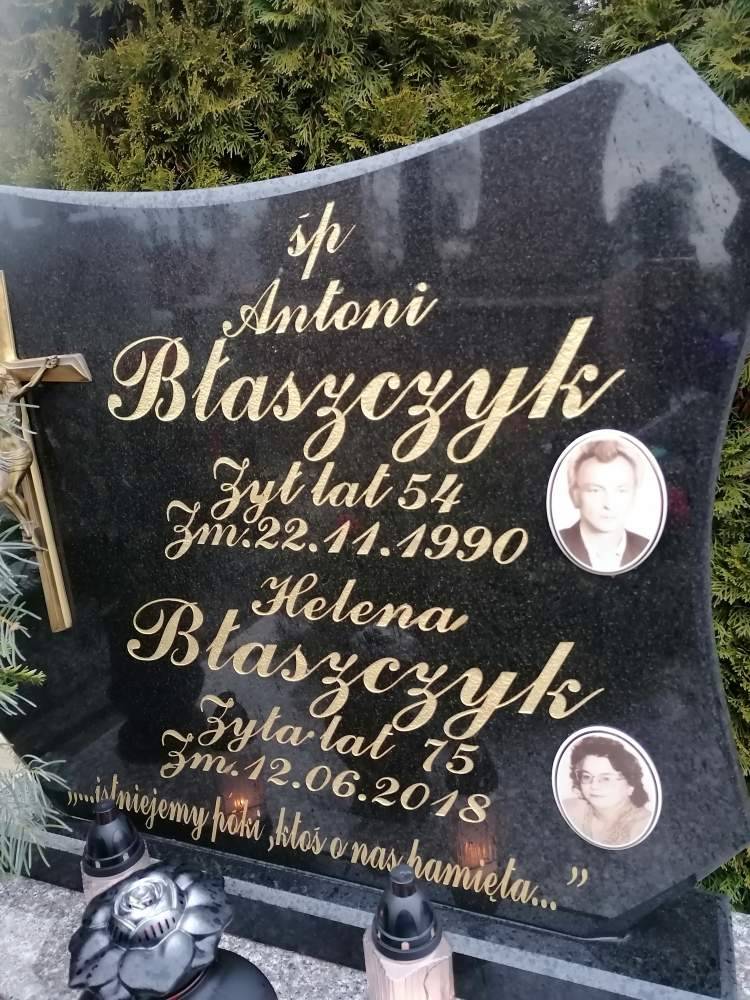 śp
Antoni
Błaszczyk
Żył lat 54
Zm. 22.11.1990
Helena
Błaszczyk
Żyła lat 75
Zm. 12.06.2018
„...istniejemy póki, ktoś o nas pamięta...”